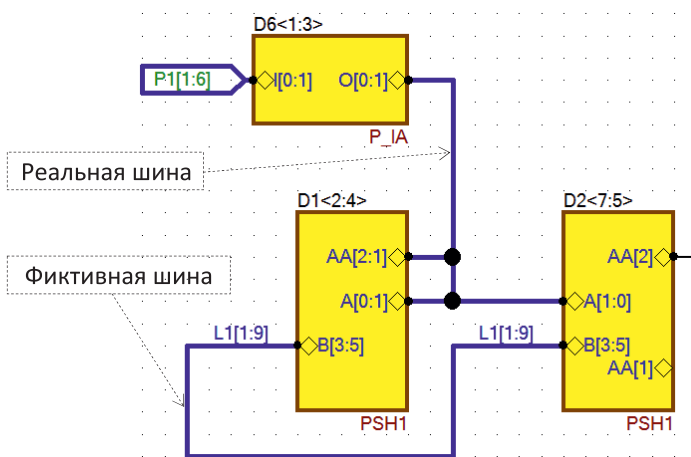 D6<1:3>
P1[1:6]
I[0:1]
O[0:1]
P_IA
Реальная шина
D1<2:4>
D2<7:5>
AA[2:1]
AA[2]
Фиктивная шина
A[0:1]
A[1:0]
L1[1:9]
B[3:5]
L1[1:9]
B[3:5]
AA[1]
PSH1
PSH1